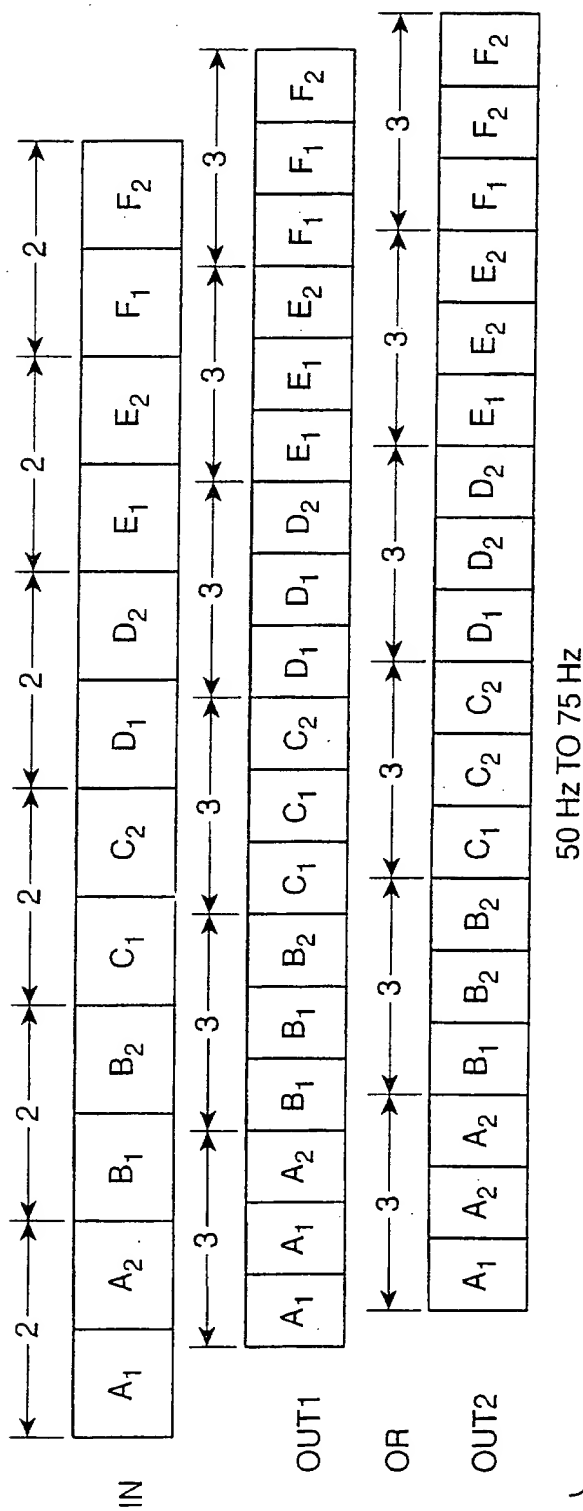 2 2 2 2 2 2
IN A1 A2 B1 B2 C1 C2 D1 D2 E1 E2 F1 F2
3 3 3 3 3 3
OUT1 A1 A1 A2 B1 B1 B2 C1 C1 C2 D1 D1 D2 E1 E1 E2 F1 F1 F2
OR 3 3 3 3 3 3
OUT2 A1 A2 A2 B1 B2 B2 C1 C2 C2 D1 D2 D2 E1 E2 E2 F1 F2 F2
50 Hz TO 75 Hz